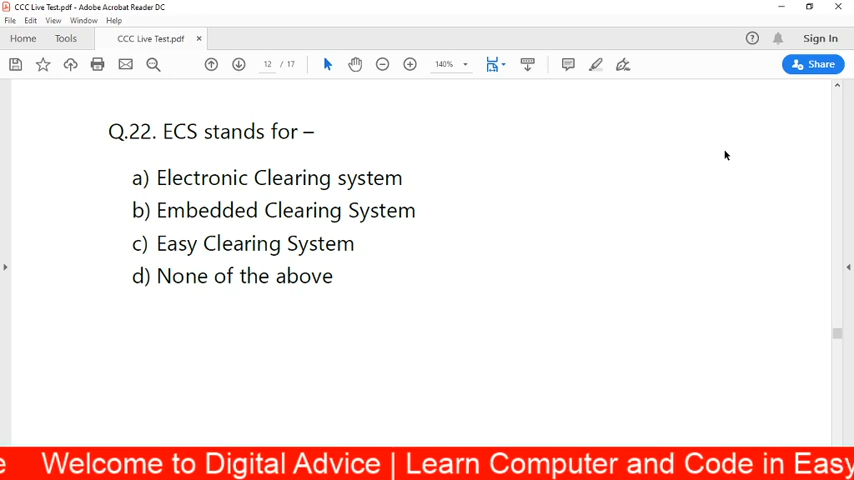 CCC Live Test.pdf - Adobe Acrobat Reader DC
File Edit View Window Help
Home Tools CCC Live Test.pdf × Sign In
12 / 17 140% Share
Q.22. ECS stands for –
a) Electronic Clearing system
b) Embedded Clearing System
c) Easy Clearing System
d) None of the above
e Welcome to Digital Advice | Learn Computer and Code in Easy